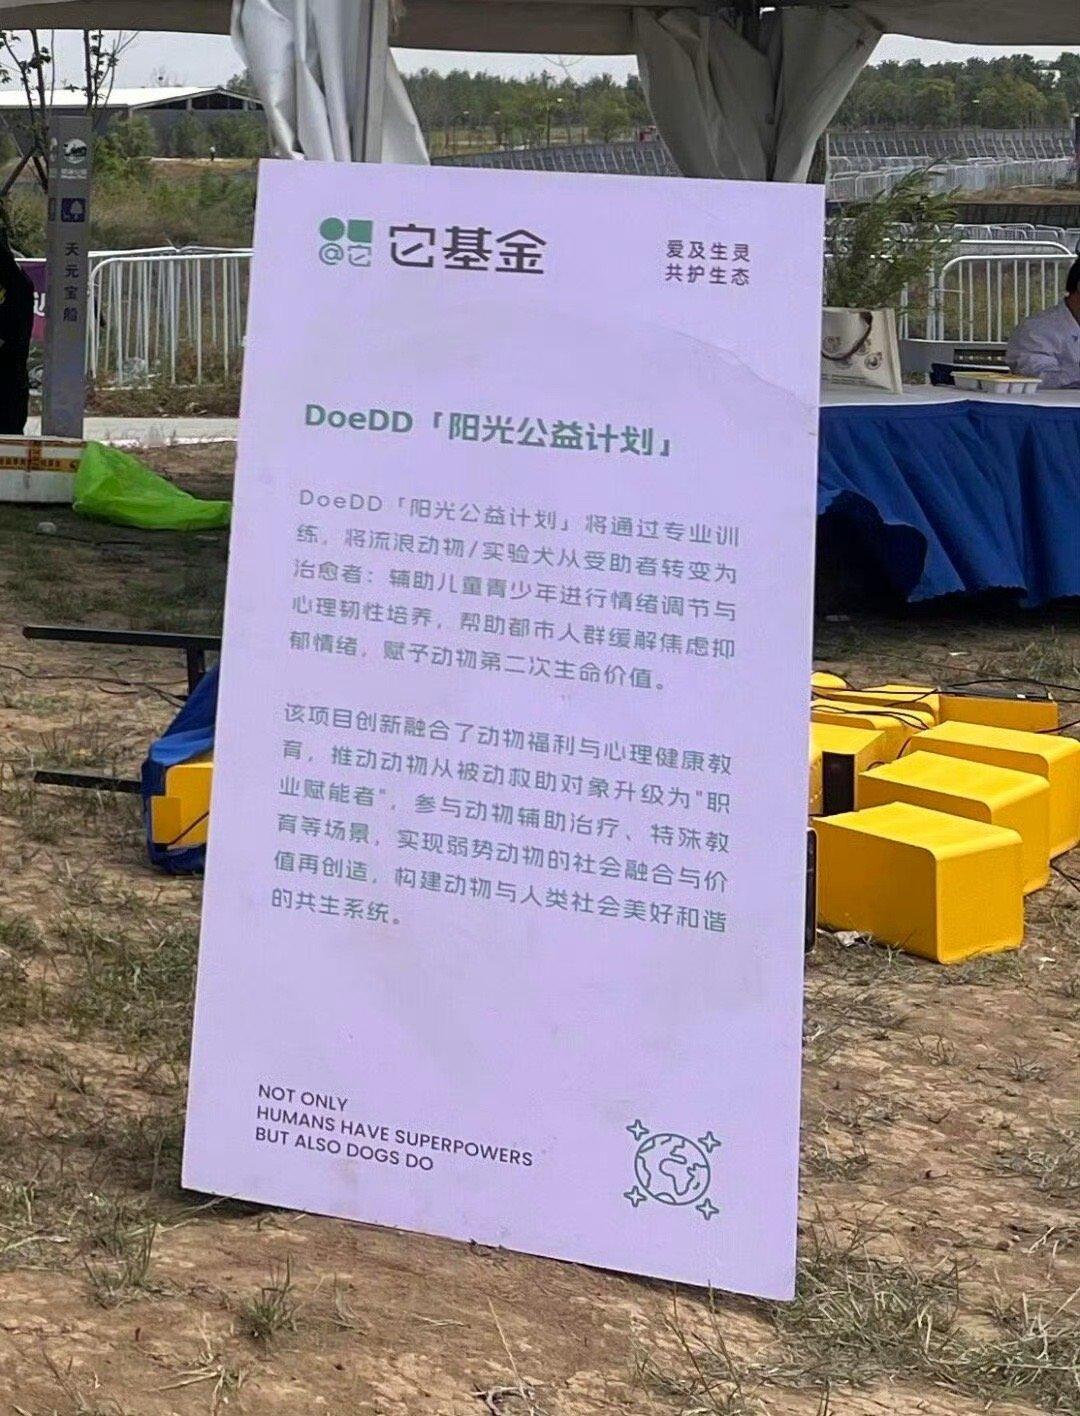 @它
它基金
爱及生灵
共护生态
DoeDD「阳光公益计划」
DoeDD「阳光公益计划」将通过专业训
练，将流浪动物/实验犬从受助者转变为
治愈者：辅助儿童青少年进行情绪调节与
心理韧性培养，帮助都市人群缓解焦虑抑
郁情绪，赋予动物第二次生命价值。
该项目创新融合了动物福利与心理健康教
育，推动动物从被动救助对象升级为"职
业赋能者"，参与动物辅助治疗、特殊教
育等场景，实现弱势动物的社会融合与价
值再创造，构建动物与人类社会美好和谐
的共生系统。
NOT ONLY
HUMANS HAVE SUPERPOWERS
BUT ALSO DOGS DO
天元宝船